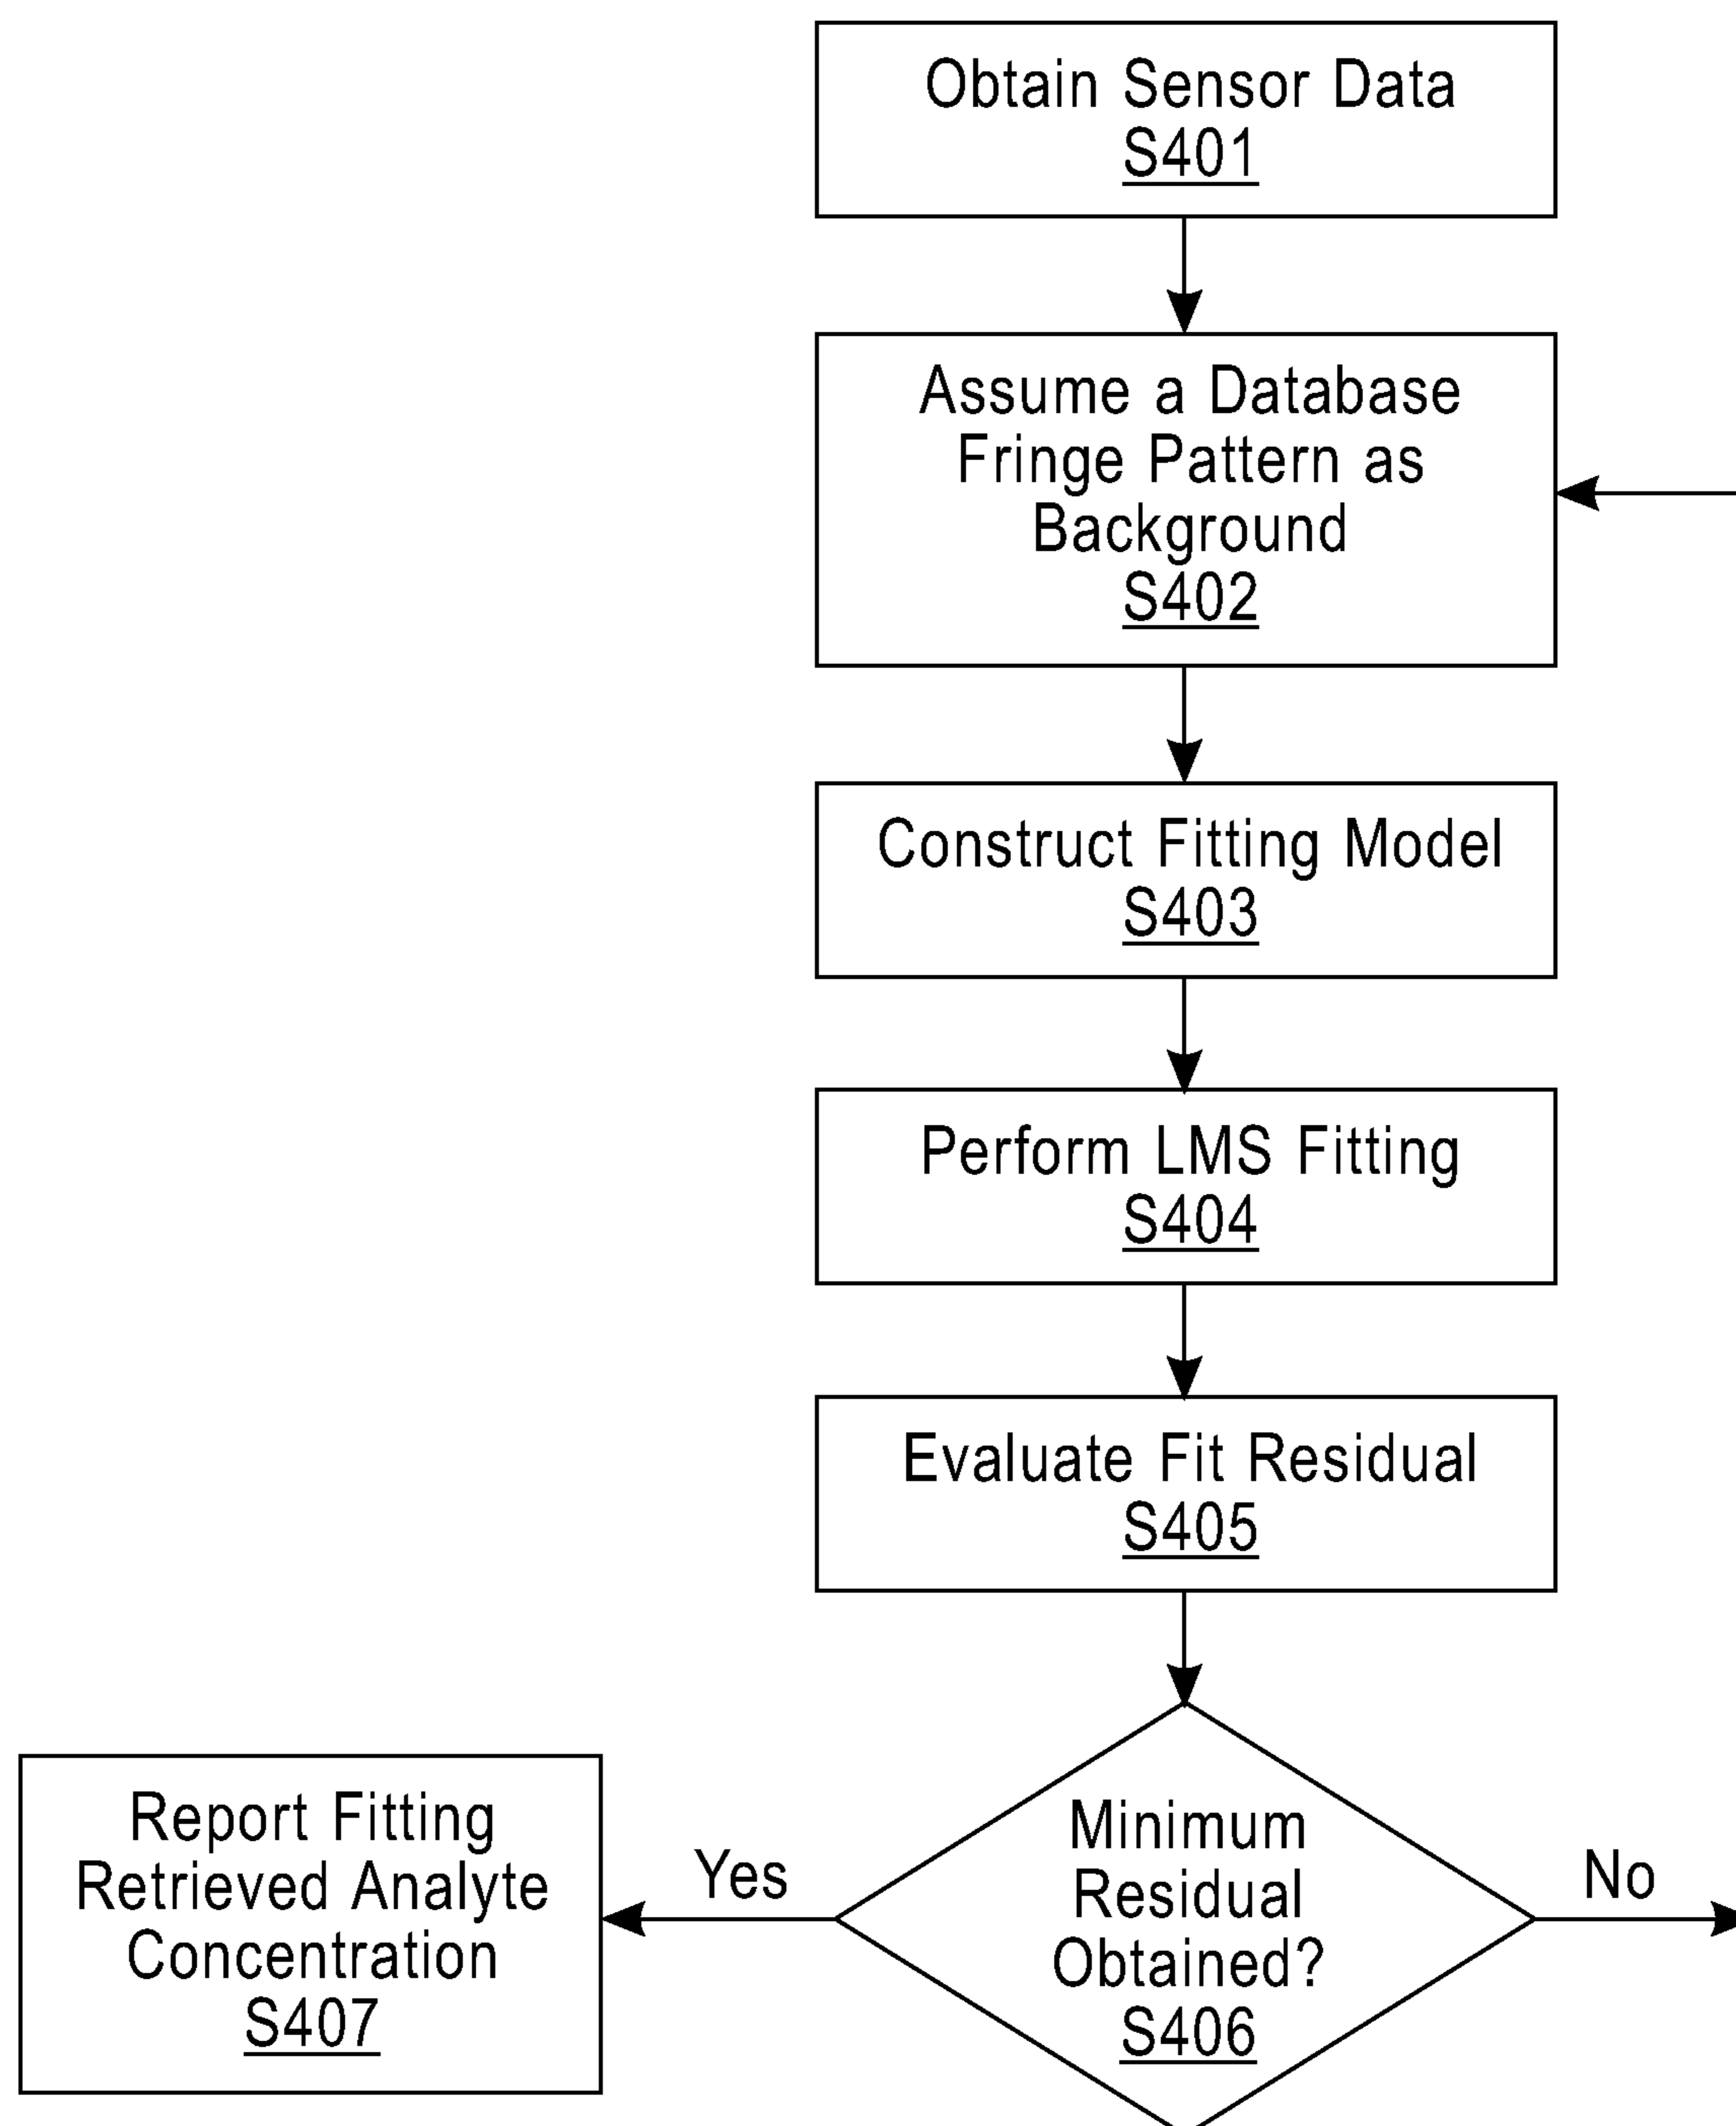 Obtain Sensor Data
S401
Assume a Database
Fringe Pattern as
Background
S402
Construct Fitting Model
S403
Perform LMS Fitting
S404
Evaluate Fit Residual
S405
Minimum
Residual
Obtained?
S406
Yes
No
Report Fitting
Retrieved Analyte
Concentration
S407